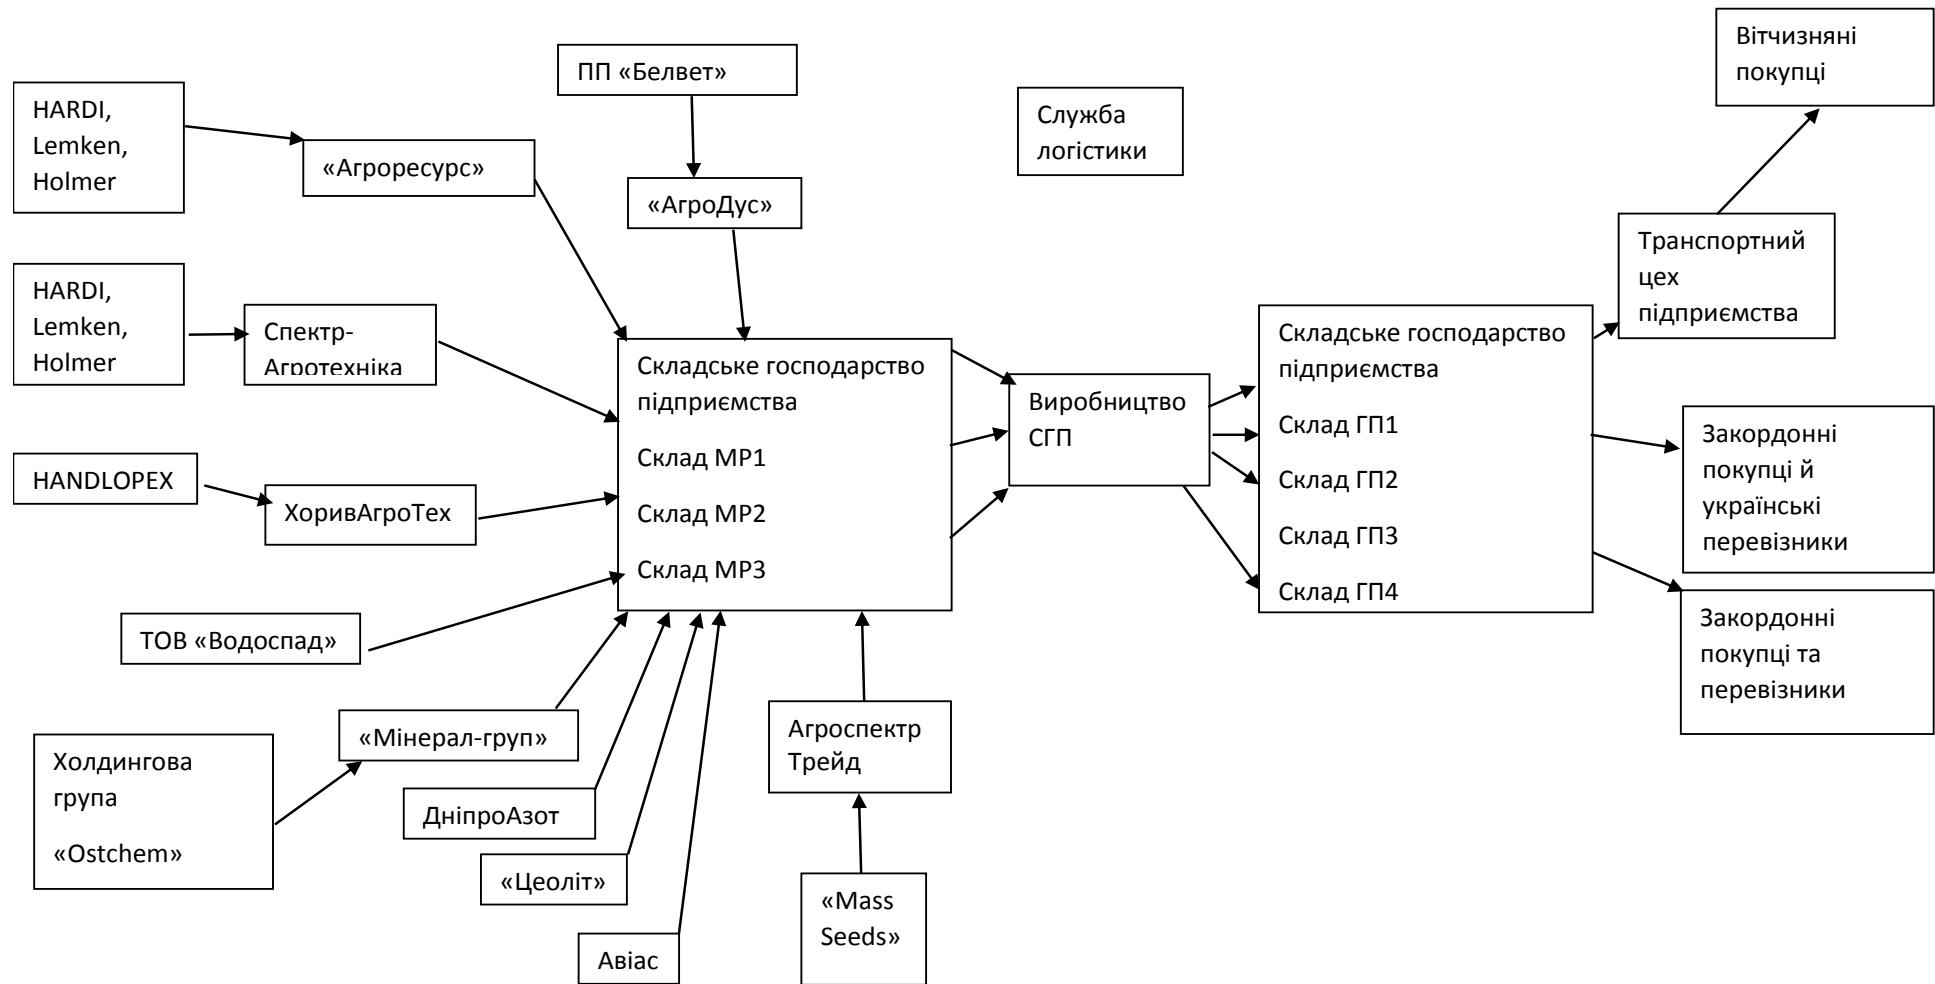 Вітчизняні
покупці
ПП «Белвет»
HARDI,
Lemken,
Holmer
Служба
логістики
«Агроресурс»
«АгроДус»
Транспортний
цех
підприємства
HARDI,
Lemken,
Holmer
Спектр-
Агротехніка
Складське господарство
підприємства
Склад МР1
Склад МР2
Склад МР3
Виробництво
СГП
Складське господарство
підприємства
Склад ГП1
Склад ГП2
Склад ГП3
Склад ГП4
Закордонні
покупці й
українські
перевізники
HANDLOPEX
ХоривАгроТех
Закордонні
покупці та
перевізники
ТОВ «Водоспад»
«Мінерал-груп»
Агроспектр
Трейд
Холдингова
група
«Ostchem»
ДніпроАзот
«Цеоліт»
«Mass
Seeds»
Авіас